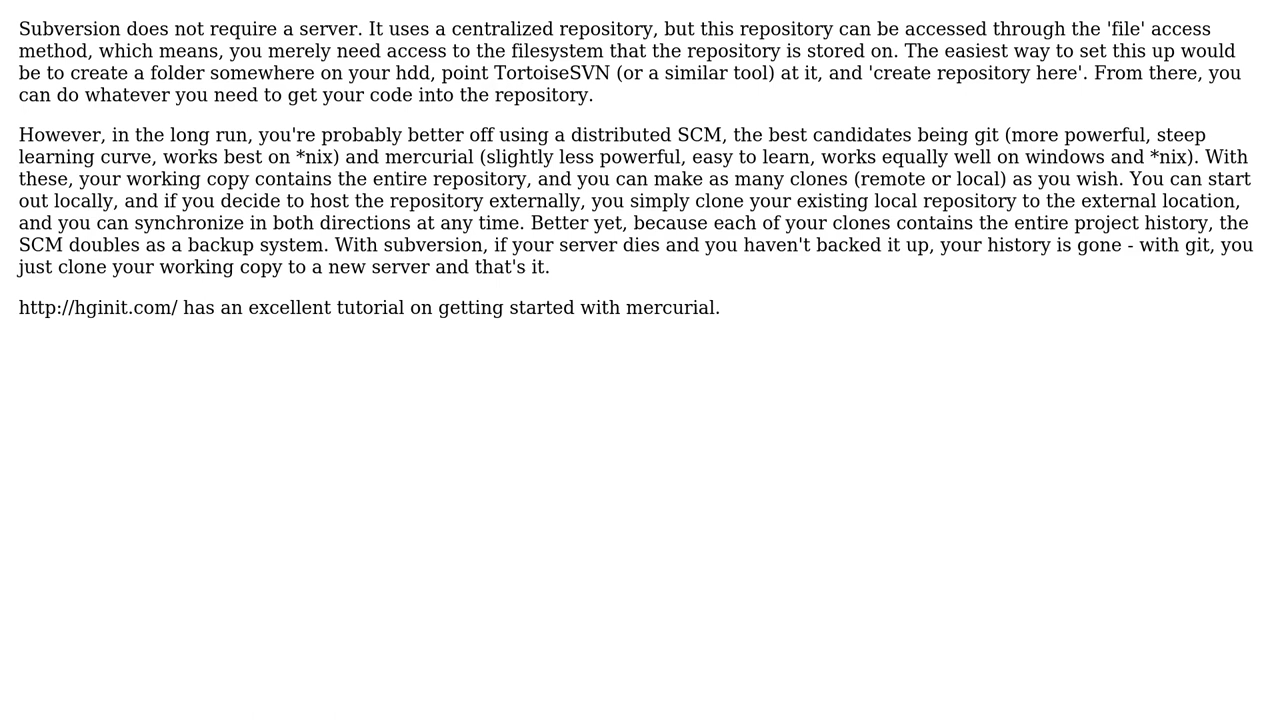 Subversion does not require a server. It uses a centralized repository, but this repository can be accessed through the 'file' access
method, which means, you merely need access to the filesystem that the repository is stored on. The easiest way to set this up would
be to create a folder somewhere on your hdd, point TortoiseSVN (or a similar tool) at it, and 'create repository here'. From there, you
can do whatever you need to get your code into the repository.
However, in the long run, you're probably better off using a distributed SCM, the best candidates being git (more powerful, steep
learning curve, works best on *nix) and mercurial (slightly less powerful, easy to learn, works equally well on windows and *nix). With
these, your working copy contains the entire repository, and you can make as many clones (remote or local) as you wish. You can start
out locally, and if you decide to host the repository externally, you simply clone your existing local repository to the external location,
and you can synchronize in both directions at any time. Better yet, because each of your clones contains the entire project history, the
SCM doubles as a backup system. With subversion, if your server dies and you haven't backed it up, your history is gone - with git, you
just clone your working copy to a new server and that's it.
http://hginit.com/ has an excellent tutorial on getting started with mercurial.